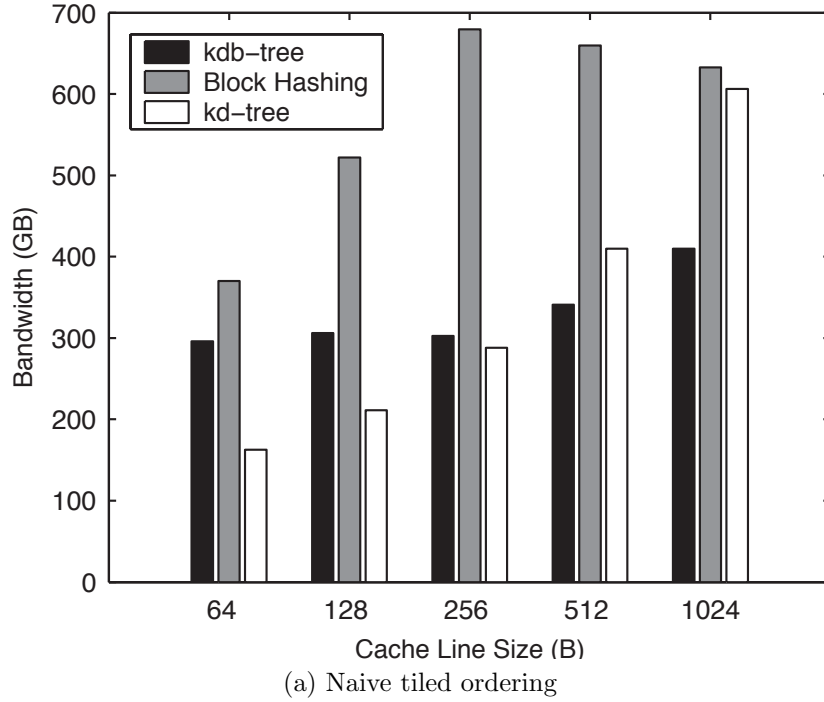 700
600
500
400
300
200
100
0
Bandwidth (GB)
kdb-tree
Block Hashing
kd-tree
64 128 256 512 1024
Cache Line Size (B)
(a) Naive tiled ordering